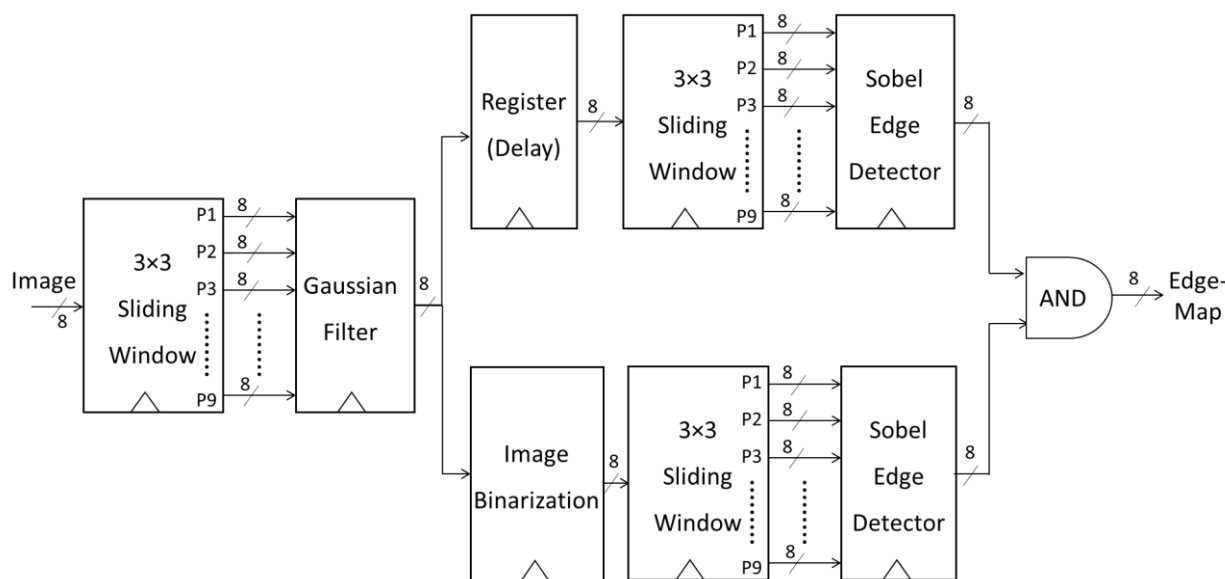 Image
8
3×3
Sliding
Window
P1
P2
P3
P9
8
8
8
8
Gaussian
Filter
8
Register
(Delay)
8
3×3
Sliding
Window
P1
P2
P3
P9
8
8
8
8
Sobel
Edge
Detector
8
Image
Binarization
8
3×3
Sliding
Window
P1
P2
P3
P9
8
8
8
8
Sobel
Edge
Detector
8
AND
8
Edge-
Map